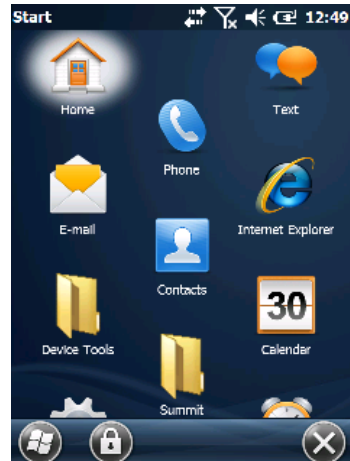 Start 12:49
Home
Text
Phone
E-mail
Internet Explorer
Contacts
30
Device Tools
Calendar
Summit